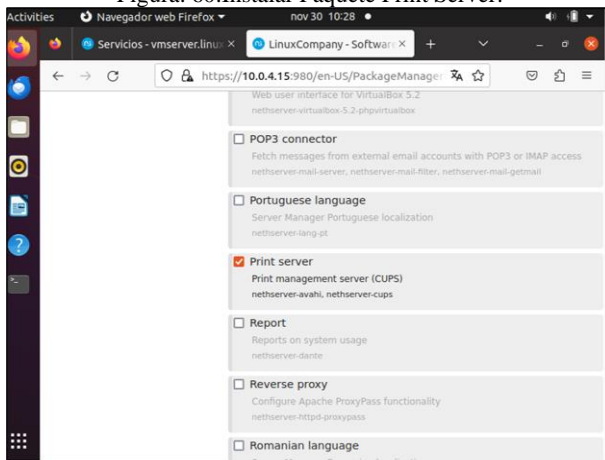 Figura. 66.Instalar Paquete Print Server.
Activities Navegador web Firefox nov 30 10:28
Servicios - vmserver.linux LinuxCompany - Software
https://10.0.4.15:980/en-US/PackageManager
Web user interface for VirtualBox 5.2
nethserver-virtualbox-5.2-phpvirtualbox
POP3 connector
Fetch messages from external email accounts with POP3 or IMAP access
nethserver-mail-server, nethserver-mail-filter, nethserver-mail-getmail
Portuguese language
Server Manager Portuguese localization
nethserver-lang-pt
Print server
Print management server (CUPS)
nethserver-avahi, nethserver-cups
Report
Reports on system usage
nethserver-dante
Reverse proxy
Configure Apache ProxyPass functionality
nethserver-httpd-proxypass
Romanian language